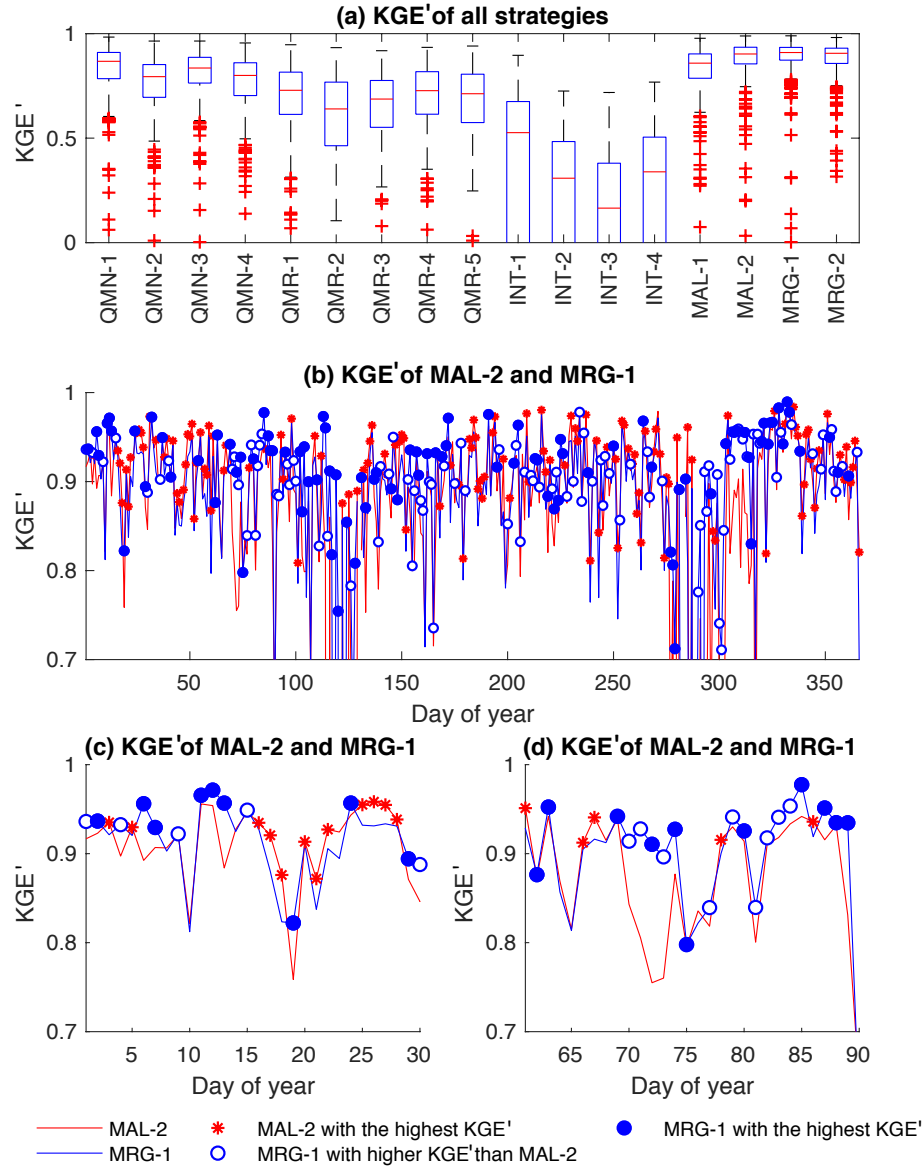 (a) KGE' of all strategies
KGE'
1
0.5
0
QMN-1
QMN-2
QMN-3
QMN-4
QMR-1
QMR-2
QMR-3
QMR-4
QMR-5
INT-1
INT-2
INT-3
INT-4
MAL-1
MAL-2
MRG-1
MRG-2
(b) KGE' of MAL-2 and MRG-1
KGE'
1
0.9
0.8
0.7
50 100 150 200 250 300 350
Day of year
(c) KGE' of MAL-2 and MRG-1
KGE'
1
0.9
0.8
0.7
5 10 15 20 25 30
Day of year
(d) KGE' of MAL-2 and MRG-1
KGE'
1
0.9
0.8
0.7
65 70 75 80 85 90
Day of year
MAL-2 MAL-2 with the highest KGE' MRG-1 with the highest KGE'
MRG-1 MRG-1 with higher KGE' than MAL-2